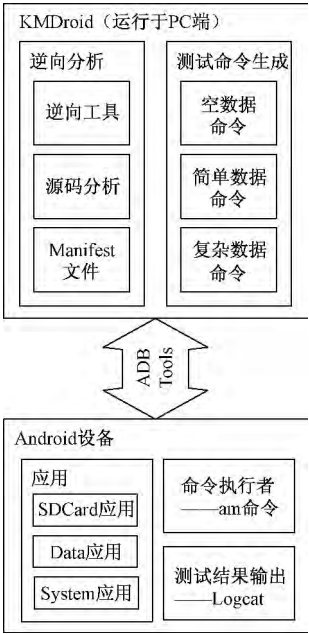 KMDroid（运行于PC端）
逆向分析
逆向工具
源码分析
Manifest
文件
测试命令生成
空数据
命令
简单数据
命令
复杂数据
命令
ADB
Tools
Android设备
应用
SDCard应用
Data应用
System应用
命令执行者
——am命令
测试结果输出
——Logcat